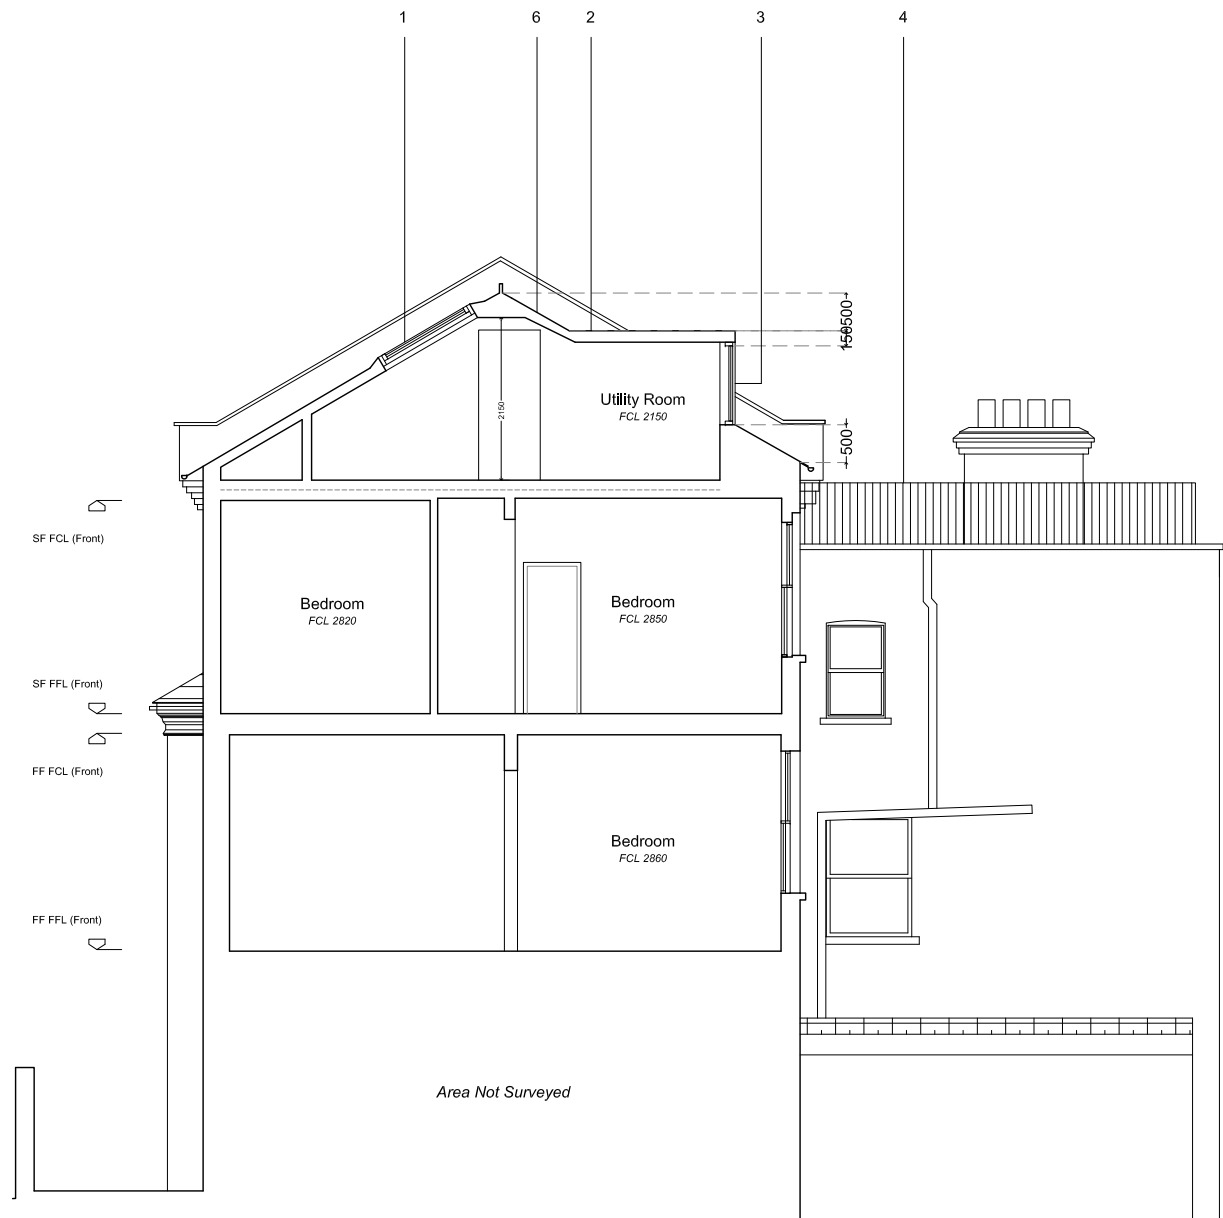 1 6 2 3 4
500
150
Utility Room
FCL 2150
2150
500
SF FCL (Front)
Bedroom
FCL 2820
Bedroom
FCL 2850
SF FFL (Front)
FF FCL (Front)
Bedroom
FCL 2860
FF FFL (Front)
Area Not Surveyed